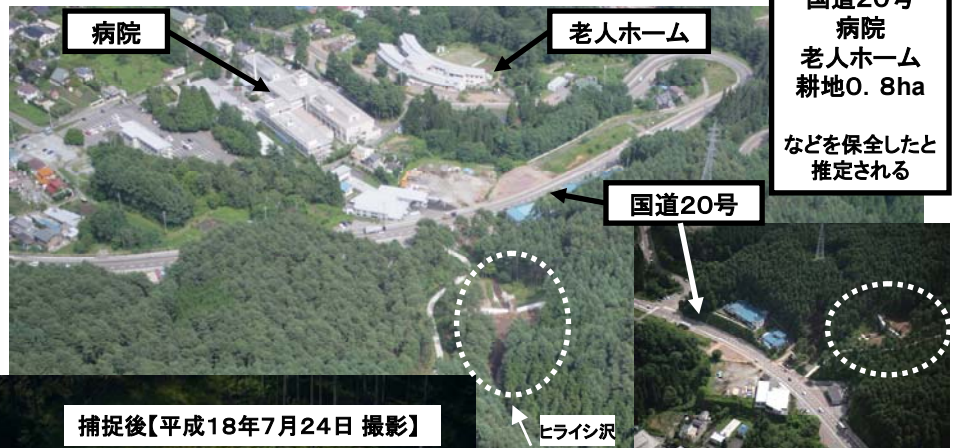 国道20号
病院
老人ホーム
耕地0.8ha
などを保全したと
推定される
病院
老人ホーム
国道20号
ヒライシ沢
捕捉後【平成18年7月24日 撮影】